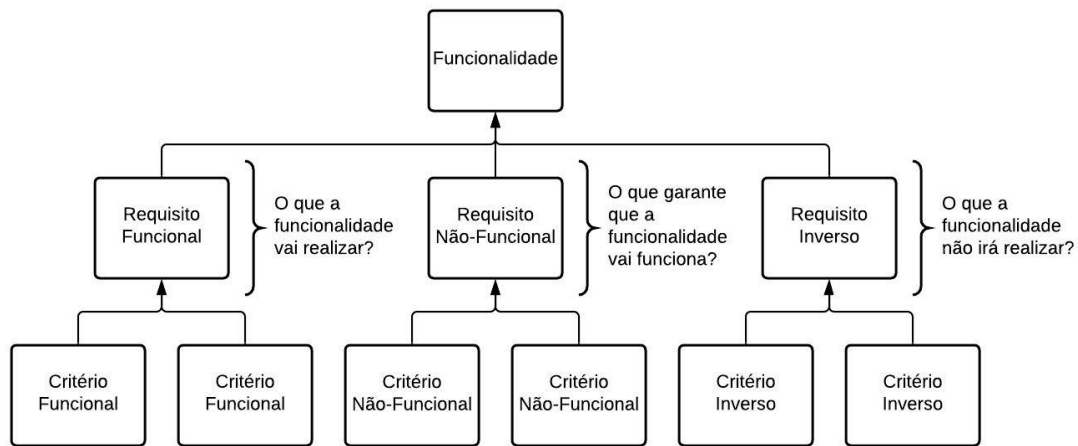 Funcionalidade
Requisito
Funcional
O que a
funcionalidade
vai realizar?
Requisito
Não-Funcional
O que garante
que a
funcionalidade
vai funciona?
Requisito
Inverso
O que a
funcionalidade
não irá realizar?
Critério
Funcional
Critério
Funcional
Critério
Não-Funcional
Critério
Não-Funcional
Critério
Inverso
Critério
Inverso